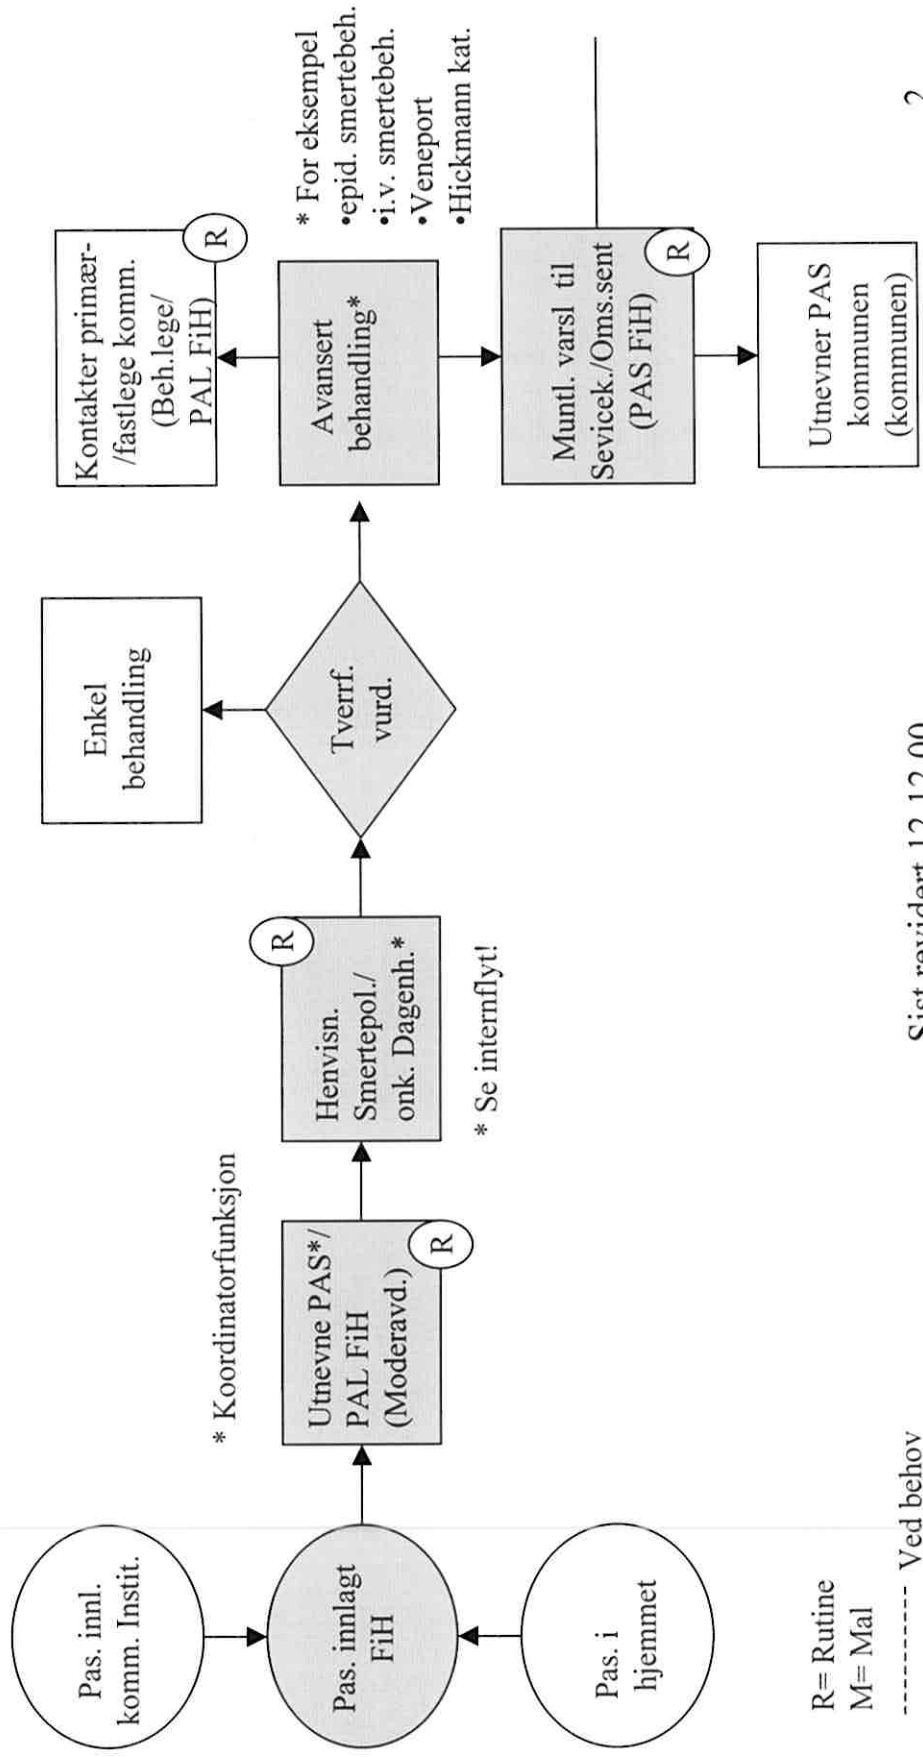 Pas. innl.
komm. Instit.
Pas. innlagt
FiH
Pas. i
hjemmet
* Koordinatorfunksjon
Utnevne PAS*/
PAL FiH
(Moderavd.)
R
Henvisn.
Smertepol./
onk. Dagenh.*
R
* Se internflyt!
Enkel
behandling
Tverrf.
vurd.
Kontakter primær-
/fastlege komm.
(Beh.lege/
PAL FiH)
R
Avansert
behandling*
* For eksempel
•epid. smertebeh.
•i.v. smertebeh.
•Veneport
•Hickmann kat.
Muntl. varsl til
Sevicek./Oms.sent
(PAS FiH)
R
Utnevner PAS
kommunen
(kommunen)
R= Rutine
M= Mal
---------- Ved behov
Sist revidert 12.12.00
2